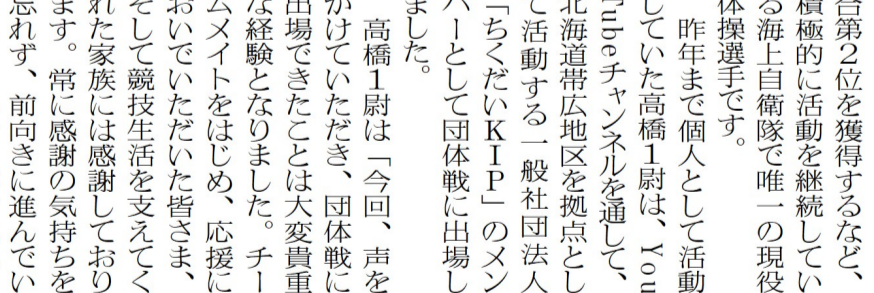 合第２位を獲得するなど、
積極的に活動を継続してい
る海上自衛隊で唯一の現役
体操選手です。
昨年まで個人として活動
していた高橋１尉は、Ｙｏｕ
Ｔｕｂｅチャンネルを通して、
北海道帯広地区を拠点とし
て活動する一般社団法人
「ちくだいＫＩＰ」のメン
バーとして団体戦に出場し
ました。
高橋１尉は「今回、声を
かけていただき、団体戦に
出場できたことは大変貴重
な経験となりました。チー
ムメイトをはじめ、応援に
おいでいただいた皆さま、
そして競技生活を支えてく
れた家族には感謝しており
ます。常に感謝の気持ちを
忘れず、前向きに進んでい